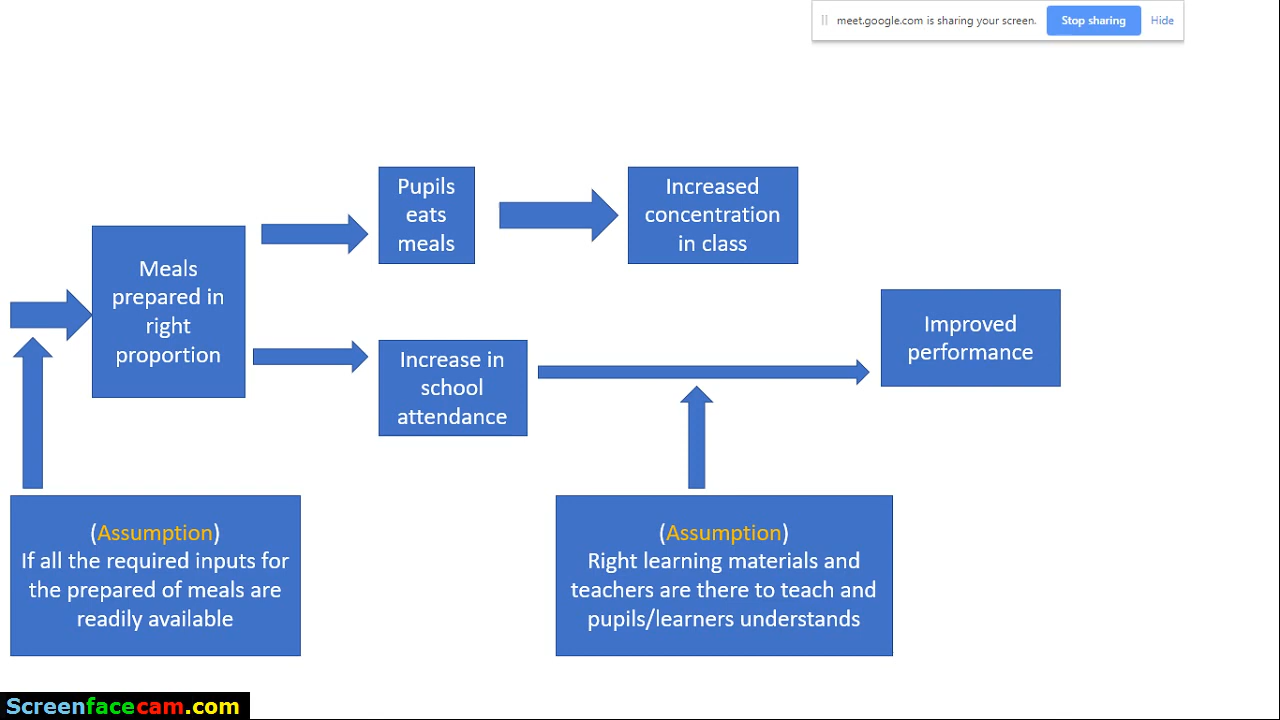 meet.google.com is sharing your screen.
Stop sharing
Hide
Pupils
eats
meals
Increased
concentration
in class
Meals
prepared in
right
proportion
Improved
performance
Increase in
school
attendance
(Assumption)
If all the required inputs for
the prepared of meals are
readily available
(Assumption)
Right learning materials and
teachers are there to teach and
pupils/learners understands
Screenfacecam.com